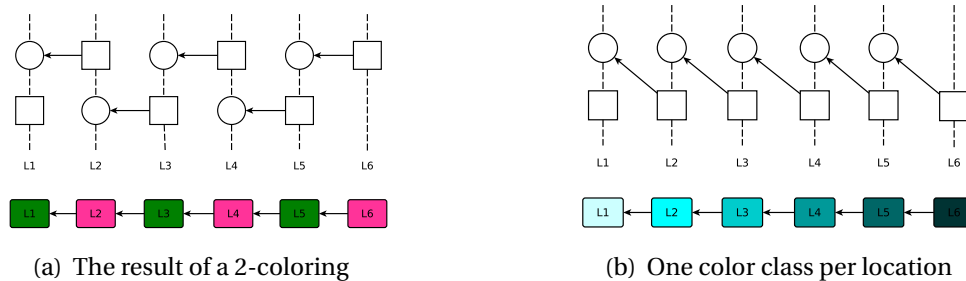 L1 L2 L3 L4 L5 L6
L1 L2 L3 L4 L5 L6
(a) The result of a 2-coloring
L1 L2 L3 L4 L5 L6
L1 L2 L3 L4 L5 L6
(b) One color class per location